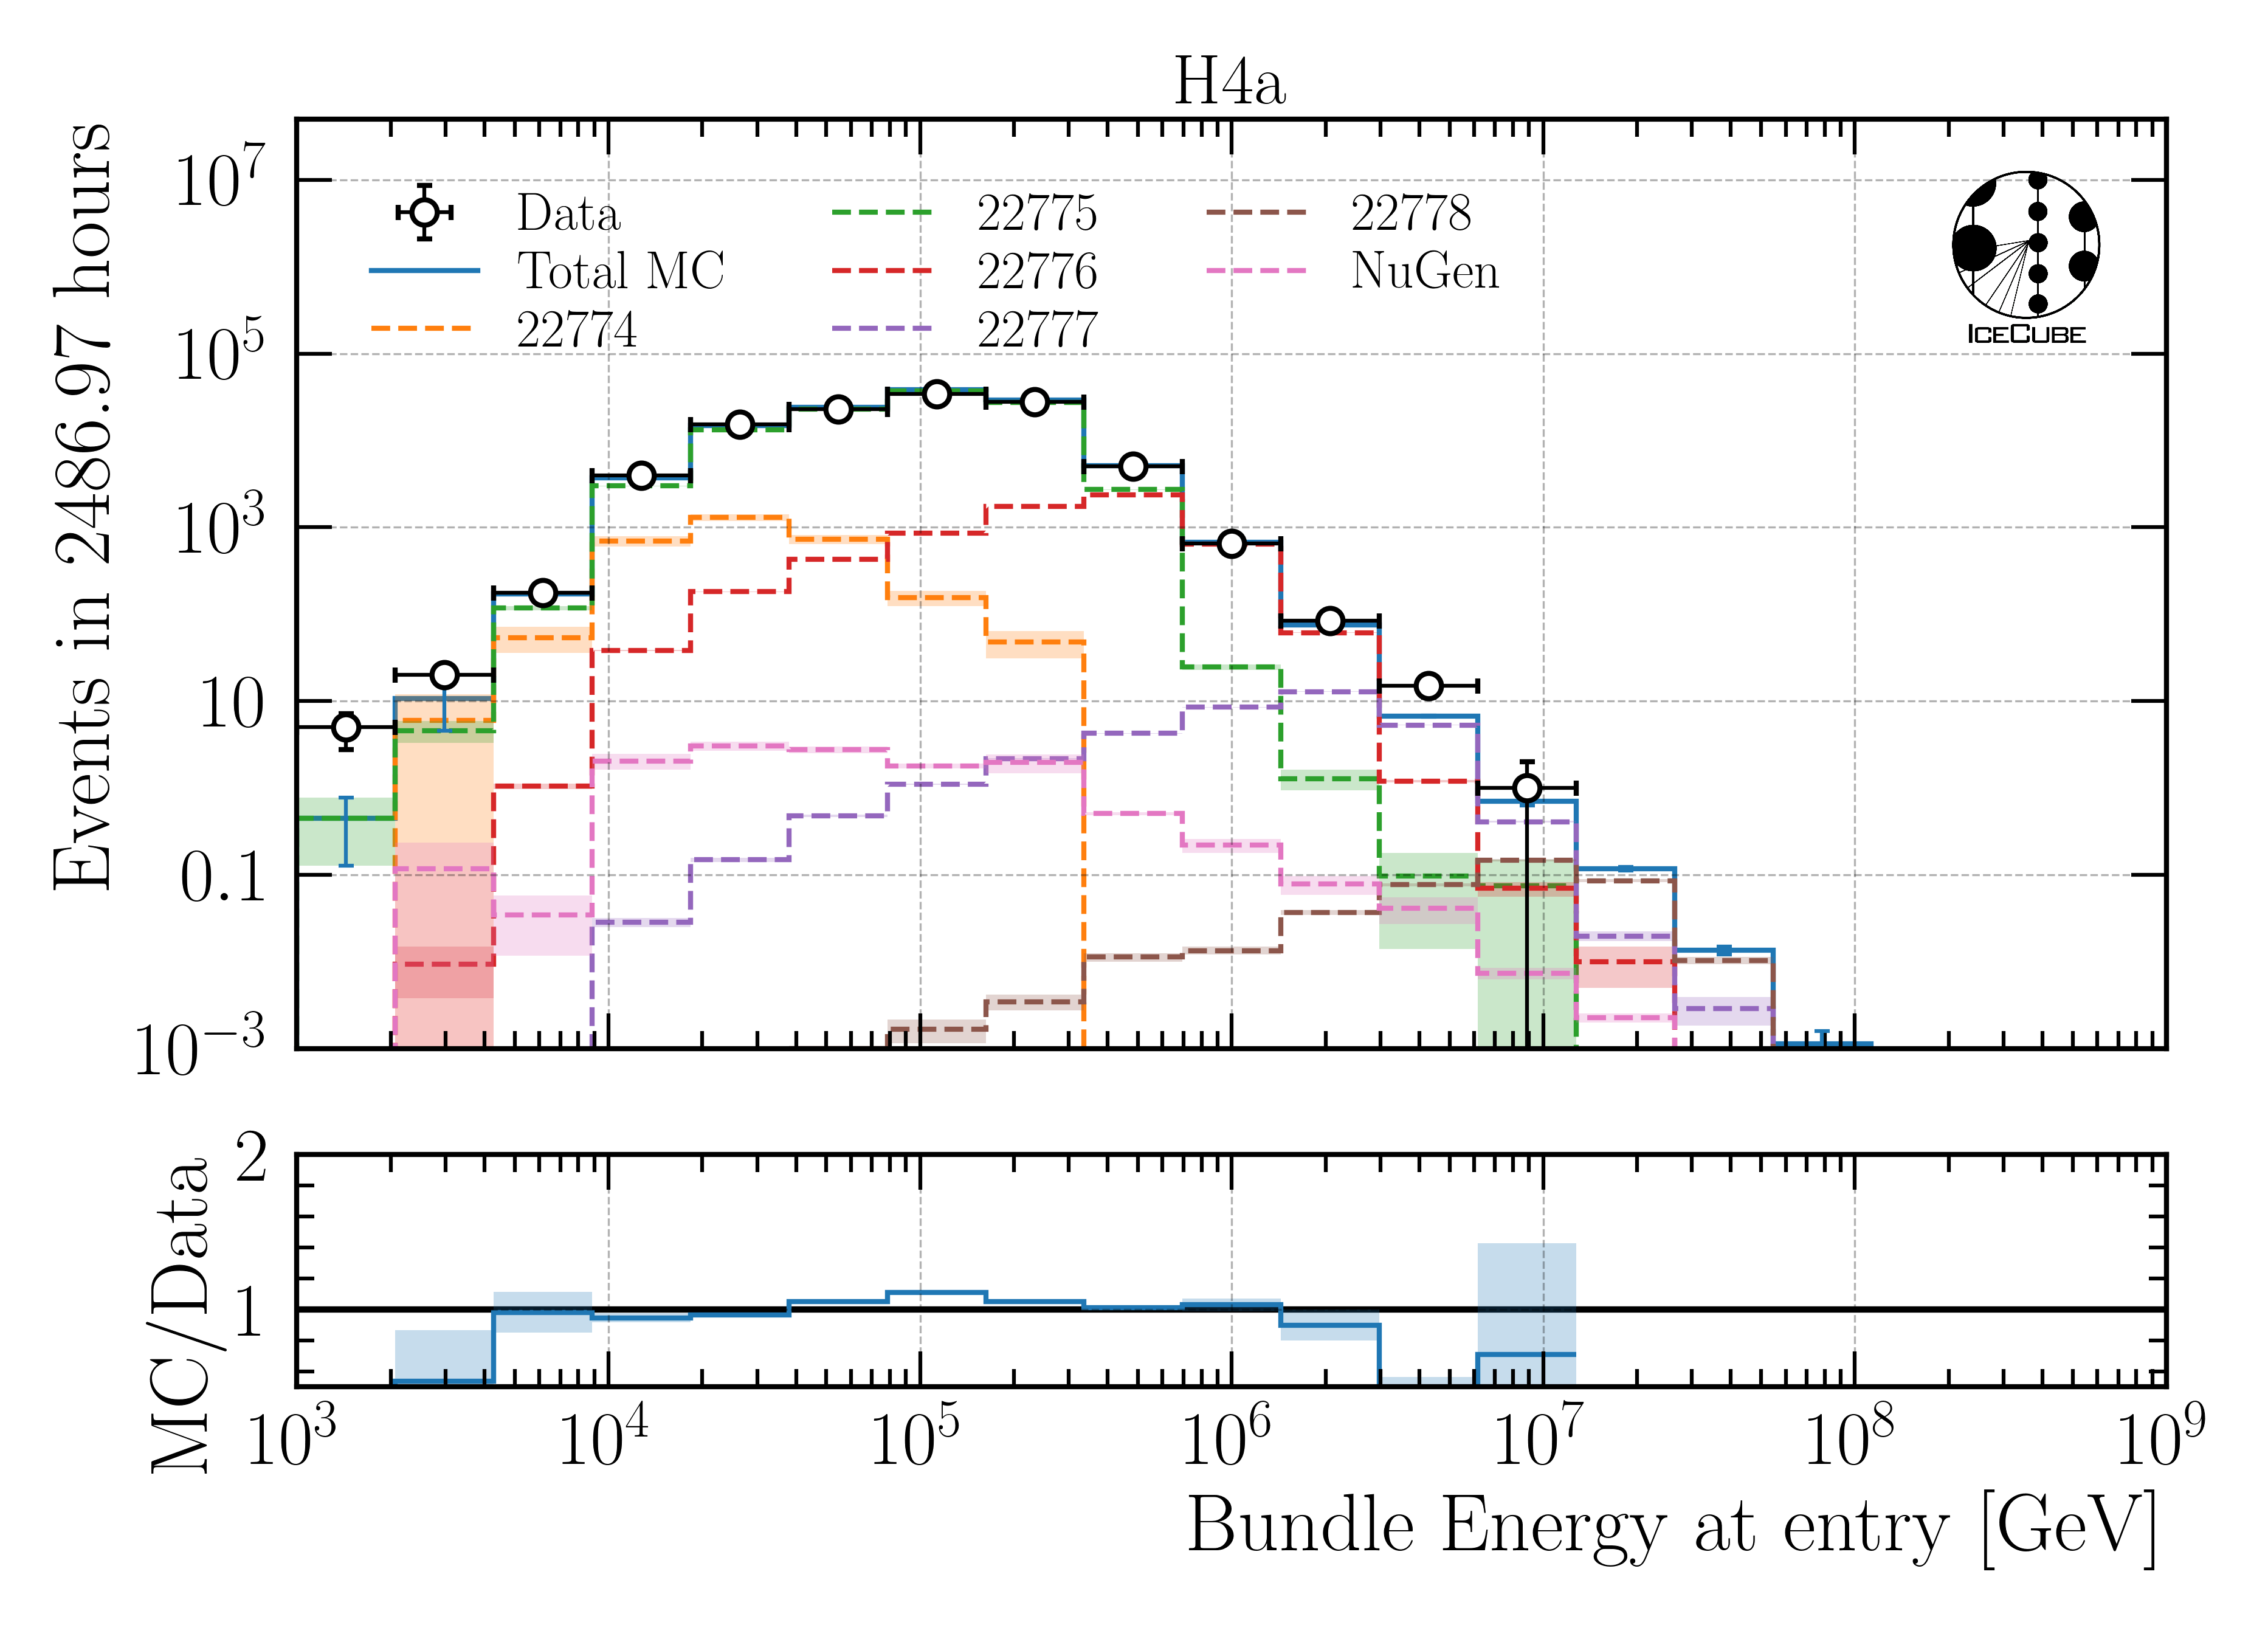 H4a
Events in 2486.97 hours
10^7
10^5
10^3
10
0.1
10^−3
Data
Total MC
22774
22775
22776
22777
22778
NuGen
ICECUBE
MC/Data
2
1
10^3 10^4 10^5 10^6 10^7 10^8 10^9
Bundle Energy at entry [GeV]